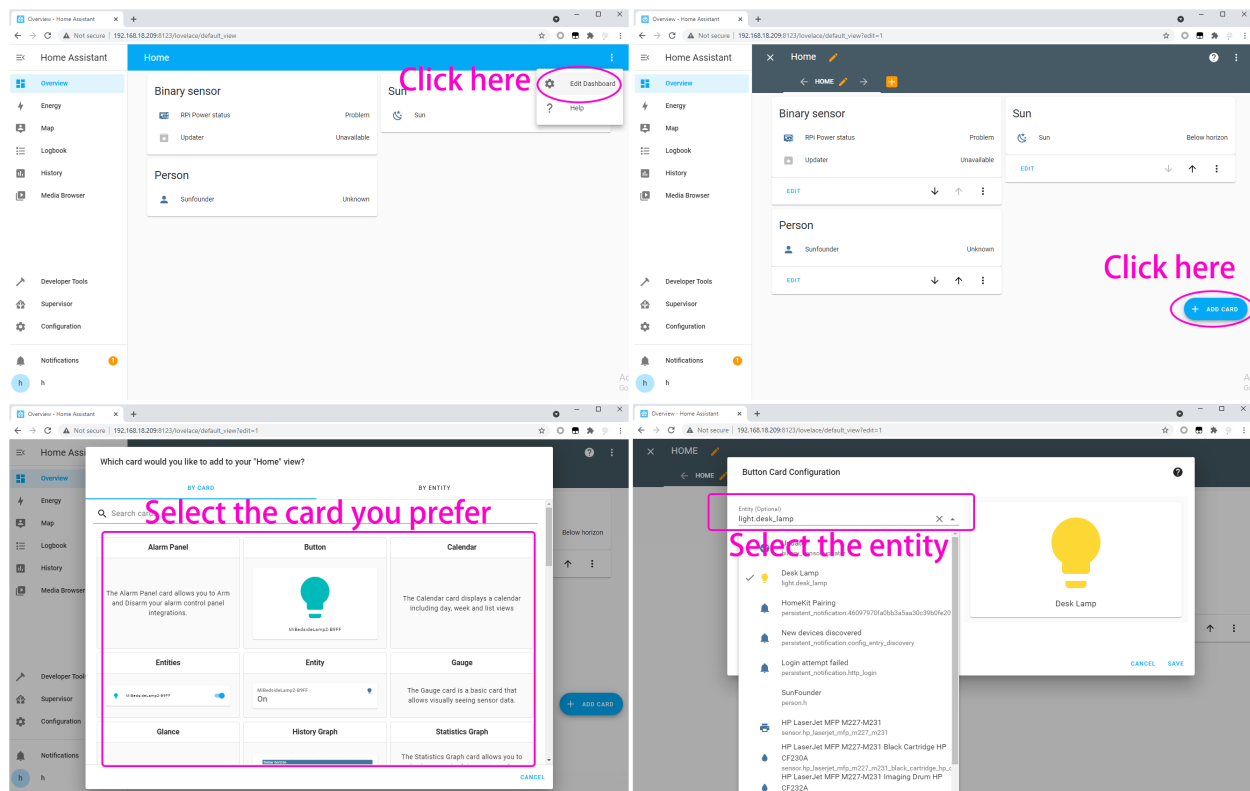 Overview - Home Assistant
Not secure | 192.168.18.209:8123/lovelace/default_view
Home Assistant
Home
Overview
Energy
Map
Logbook
History
Media Browser
Developer Tools
Supervisor
Configuration
Notifications 1
h h
Binary sensor
RPi Power status Problem
Updater Unavailable
Person
Sunfounder Unknown
Sun
Sun
Click here
Edit Dashboard
? Help
Overview - Home Assistant
Not secure | 192.168.18.209:8123/lovelace/default_view?edit=1
Home Assistant
Home
HOME
Overview
Energy
Map
Logbook
History
Media Browser
Developer Tools
Supervisor
Configuration
Notifications 1
h h
Binary sensor
RPi Power status Problem
Updater Unavailable
EDIT
Person
Sunfounder Unknown
EDIT
Sun
Sun Below horizon
EDIT
Click here
+ ADD CARD
Overview - Home Assistant
Not secure | 192.168.18.209:8123/lovelace/default_view?edit=1
Home Assi
Overview
Energy
Map
Logbook
History
Media Browser
Developer Tool
Supervisor
Configuration
Notifications
h h
Which card would you like to add to your "Home" view?
BY CARD BY ENTITY
Search card
Select the card you prefer
Alarm Panel Button Calendar
The Alarm Panel card allows you to Arm
and Disarm your alarm control panel
integrations.
MiBedsideLamp2-B9FF
The Calendar card displays a calendar
including day, week and list views
Entities Entity Gauge
MiBedsideLamp2-B9FF
MiBedsideLamp2-B9FF
On
The Gauge card is a basic card that
allows visually seeing sensor data.
Glance History Graph Statistics Graph
The Statistics Graph card allows you to
CANCEL
Below horizon
+ ADD CARD
Overview - Home Assistant
Not secure | 192.168.18.209:8123/lovelace/default_view?edit=1
HOME
HOME
Button Card Configuration
Entity (Optional)
light.desk_lamp
Select the entity
Desk Lamp
light.desk_lamp
HomeKit Pairing
persistent_notification.46097970fa0bb3a5aa30c39b0fe20
New devices discovered
persistent_notification.config_entry_discovery
Login attempt failed
persistent_notification.http_login
SunFounder
person.h
HP LaserJet MFP M227-M231
sensor.hp_laserjet_mfp_m227_m231
HP LaserJet MFP M227-M231 Black Cartridge HP
CF230A
sensor.hp_laserjet_mfp_m227_m231_black_cartridge_hp_c
HP LaserJet MFP M227-M231 Imaging Drum HP
CF232A
Desk Lamp
CANCEL SAVE